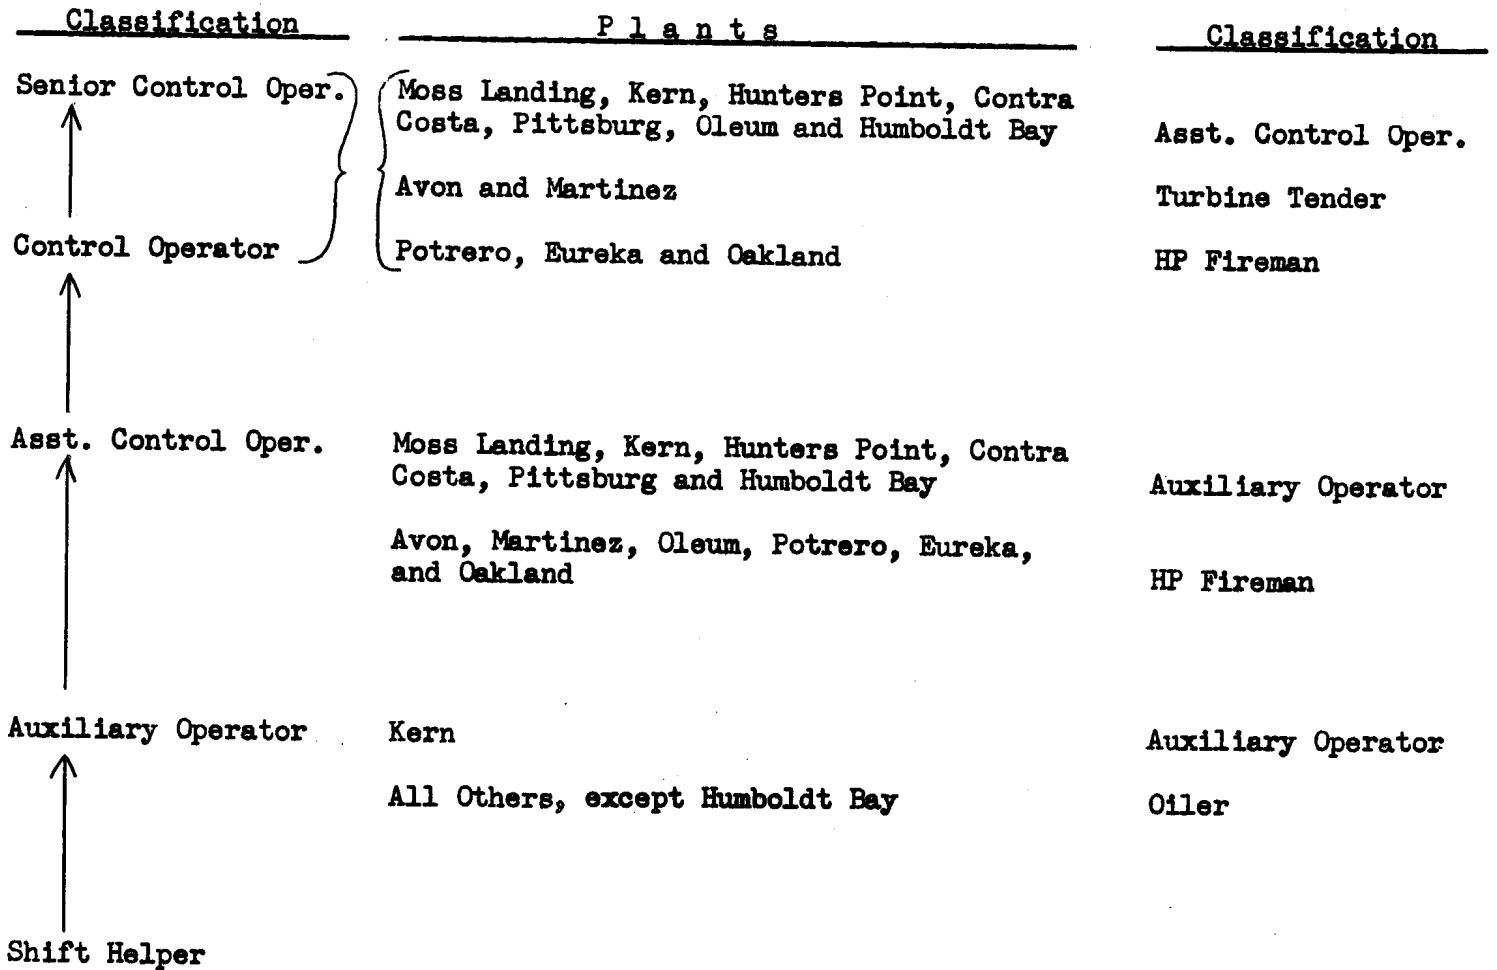 Classification
P l a n t s
Classification
Senior Control Oper.
Moss Landing, Kern, Hunters Point, Contra
Costa, Pittsburg, Oleum and Humboldt Bay
Asst. Control Oper.
Avon and Martinez
Turbine Tender
Control Operator
Potrero, Eureka and Oakland
HP Fireman
Asst. Control Oper.
Moss Landing, Kern, Hunters Point, Contra
Costa, Pittsburg and Humboldt Bay
Auxiliary Operator
Avon, Martinez, Oleum, Potrero, Eureka,
and Oakland
HP Fireman
Auxiliary Operator
Kern
Auxiliary Operator
All Others, except Humboldt Bay
Oiler
Shift Helper